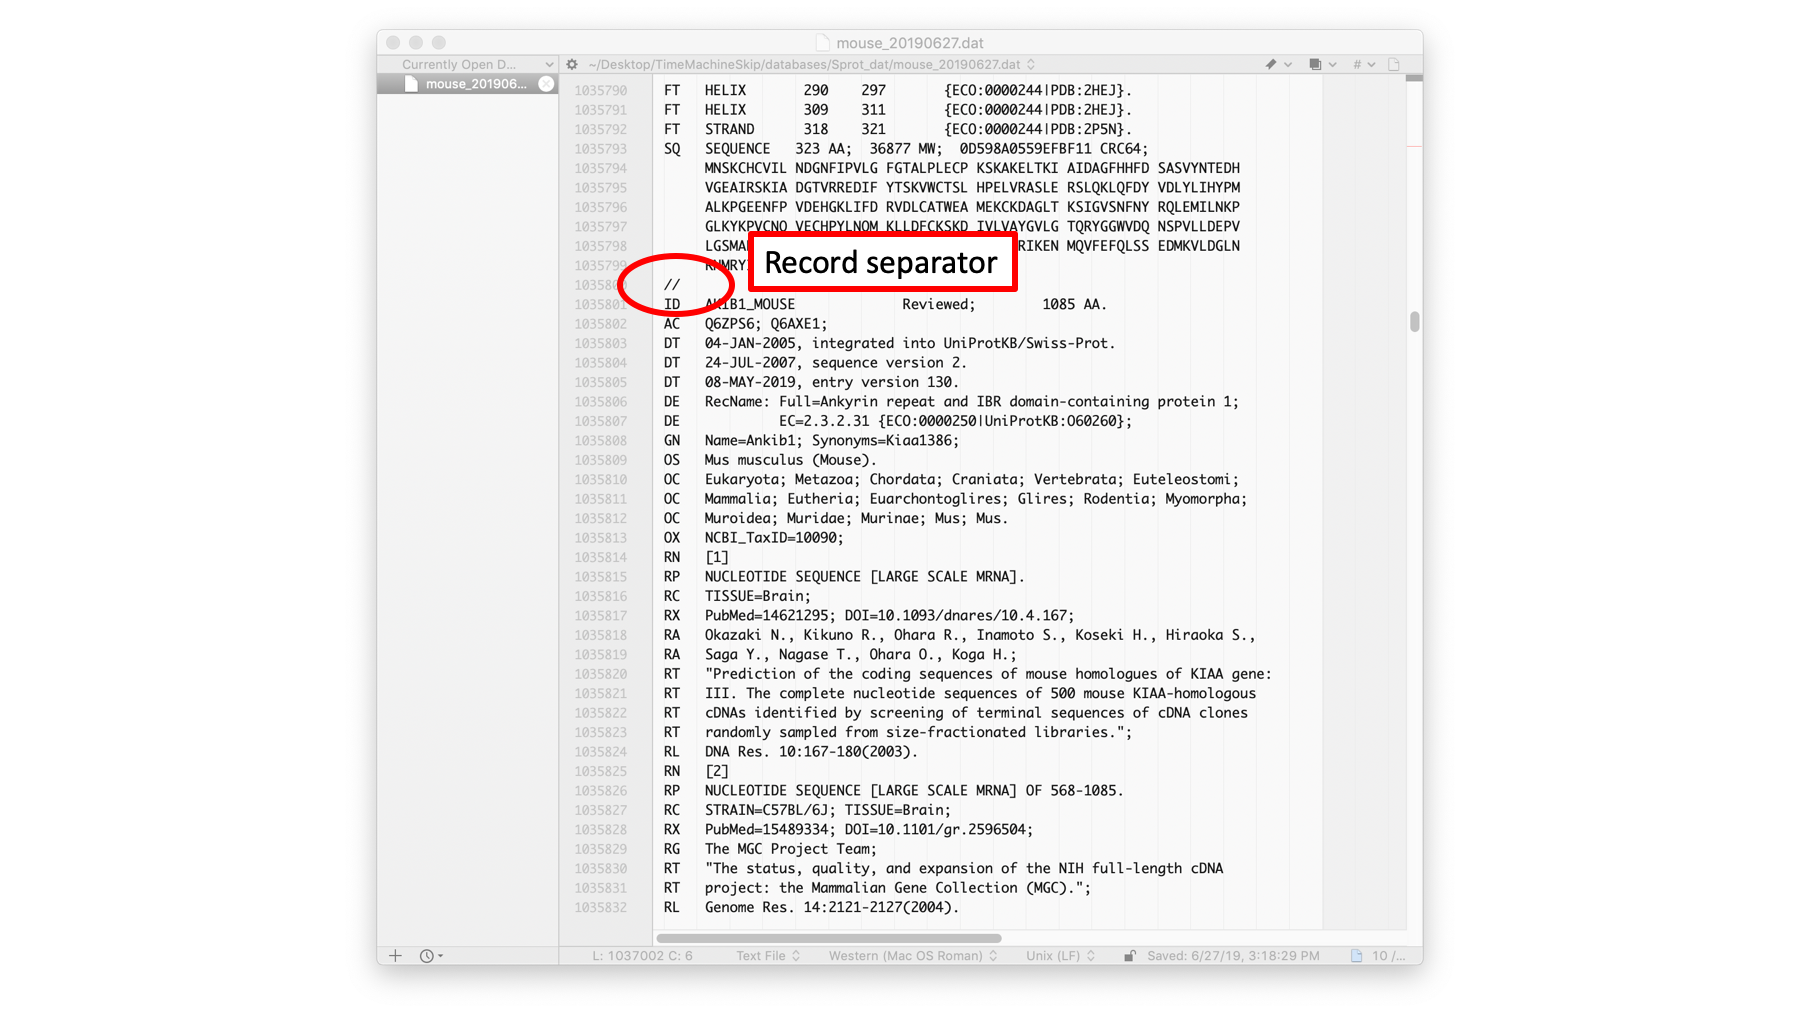 mouse_20190627.dat
Currently Open D...
~/Desktop/TimeMachineSkip/databases/Sprot_dat/mouse_20190627.dat
#
mouse_201906...
1035790 FT HELIX 290 297 {ECO:0000244|PDB:2HEJ}.
1035791 FT HELIX 309 311 {ECO:0000244|PDB:2HEJ}.
1035792 FT STRAND 318 321 {ECO:0000244|PDB:2P5N}.
1035793 SQ SEQUENCE 323 AA; 36877 MW; 0D598A0559EFBF11 CRC64;
1035794 MNSKCHCVIL NDGNFIPVLG FGTALPLECP KSKAKELTKI AIDAGFHHFD SASVYNTEDH
1035795 VGEAIRSKIA DGTVRREDIF YTSKVWCTSL HPELVRASLE RSLQKLQFDY VDLYLIHYPM
1035796 ALKPGEENFP VDEHGKLIFD RVDLCATWEA MEKCKDAGLT KSIGVSNFNY RQLEMILNKP
1035797 GLKYKPVCNQ VECHPYLNQM KLLDFCKSKD IVLVAYGVLG TQRYGGWVDQ NSPVLLDEPV
1035798 LGSMA RIKEN MQVFEFQLSS EDMKVLDGLN
1035799 RNMRY
Record separator
1035800 //
1035801 ID AKIB1_MOUSE Reviewed; 1085 AA.
1035802 AC Q6ZPS6; Q6AXE1;
1035803 DT 04-JAN-2005, integrated into UniProtKB/Swiss-Prot.
1035804 DT 24-JUL-2007, sequence version 2.
1035805 DT 08-MAY-2019, entry version 130.
1035806 DE RecName: Full=Ankyrin repeat and IBR domain-containing protein 1;
1035807 DE EC=2.3.2.31 {ECO:0000250|UniProtKB:O60260};
1035808 GN Name=Ankib1; Synonyms=Kiaa1386;
1035809 OS Mus musculus (Mouse).
1035810 OC Eukaryota; Metazoa; Chordata; Craniata; Vertebrata; Euteleostomi;
1035811 OC Mammalia; Eutheria; Euarchontoglires; Glires; Rodentia; Myomorpha;
1035812 OC Muroidea; Muridae; Murinae; Mus; Mus.
1035813 OX NCBI_TaxID=10090;
1035814 RN [1]
1035815 RP NUCLEOTIDE SEQUENCE [LARGE SCALE MRNA].
1035816 RC TISSUE=Brain;
1035817 RX PubMed=14621295; DOI=10.1093/dnares/10.4.167;
1035818 RA Okazaki N., Kikuno R., Ohara R., Inamoto S., Koseki H., Hiraoka S.,
1035819 RA Saga Y., Nagase T., Ohara O., Koga H.;
1035820 RT "Prediction of the coding sequences of mouse homologues of KIAA gene:
1035821 RT III. The complete nucleotide sequences of 500 mouse KIAA-homologous
1035822 RT cDNAs identified by screening of terminal sequences of cDNA clones
1035823 RT randomly sampled from size-fractionated libraries.";
1035824 RL DNA Res. 10:167-180(2003).
1035825 RN [2]
1035826 RP NUCLEOTIDE SEQUENCE [LARGE SCALE MRNA] OF 568-1085.
1035827 RC STRAIN=C57BL/6J; TISSUE=Brain;
1035828 RX PubMed=15489334; DOI=10.1101/gr.2596504;
1035829 RG The MGC Project Team;
1035830 RT "The status, quality, and expansion of the NIH full-length cDNA
1035831 RT project: the Mammalian Gene Collection (MGC).";
1035832 RL Genome Res. 14:2121-2127(2004).
L: 1037002 C: 6 Text File Western (Mac OS Roman) Unix (LF) Saved: 6/27/19, 3:18:29 PM 10 /...